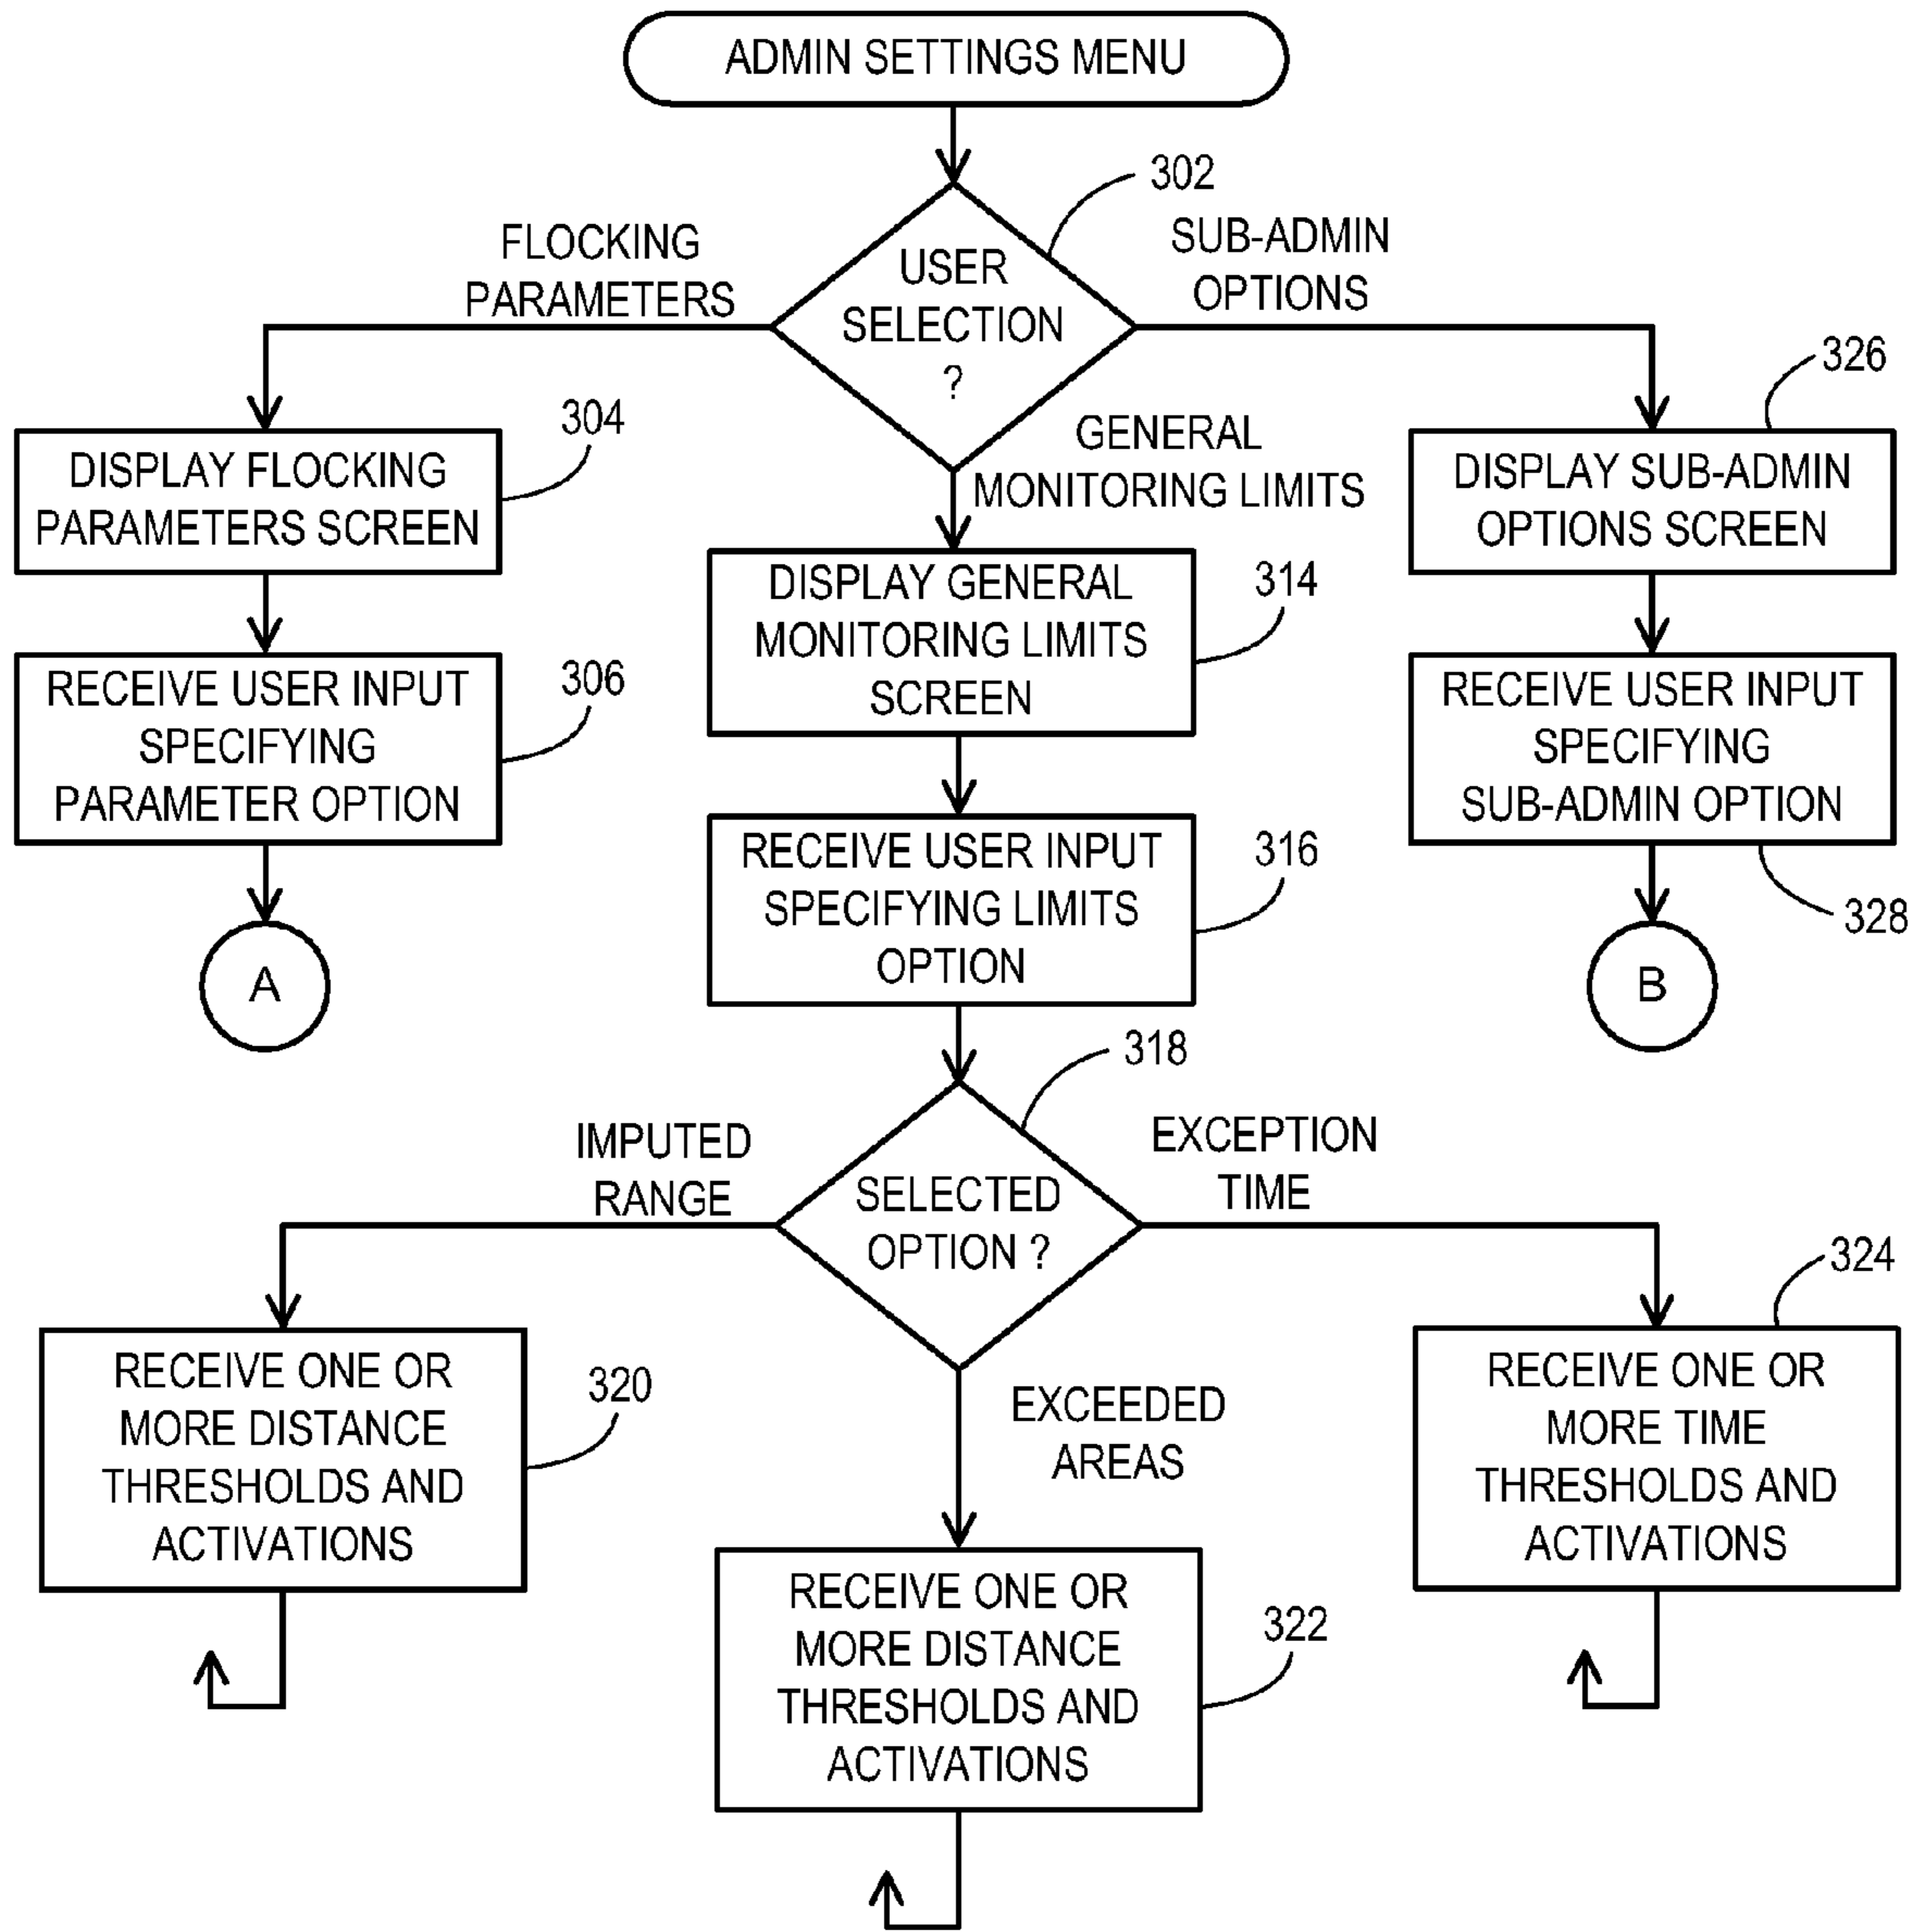 ADMIN SETTINGS MENU
302
FLOCKING
PARAMETERS
USER
SELECTION
?
SUB-ADMIN
OPTIONS
GENERAL
MONITORING LIMITS
304
DISPLAY FLOCKING
PARAMETERS SCREEN
306
RECEIVE USER INPUT
SPECIFYING
PARAMETER OPTION
A
314
DISPLAY GENERAL
MONITORING LIMITS
SCREEN
316
RECEIVE USER INPUT
SPECIFYING LIMITS
OPTION
326
DISPLAY SUB-ADMIN
OPTIONS SCREEN
RECEIVE USER INPUT
SPECIFYING
SUB-ADMIN OPTION
328
B
318
IMPUTED
RANGE
SELECTED
OPTION ?
EXCEPTION
TIME
EXCEEDED
AREAS
320
RECEIVE ONE OR
MORE DISTANCE
THRESHOLDS AND
ACTIVATIONS
322
RECEIVE ONE OR
MORE DISTANCE
THRESHOLDS AND
ACTIVATIONS
324
RECEIVE ONE OR
MORE TIME
THRESHOLDS AND
ACTIVATIONS